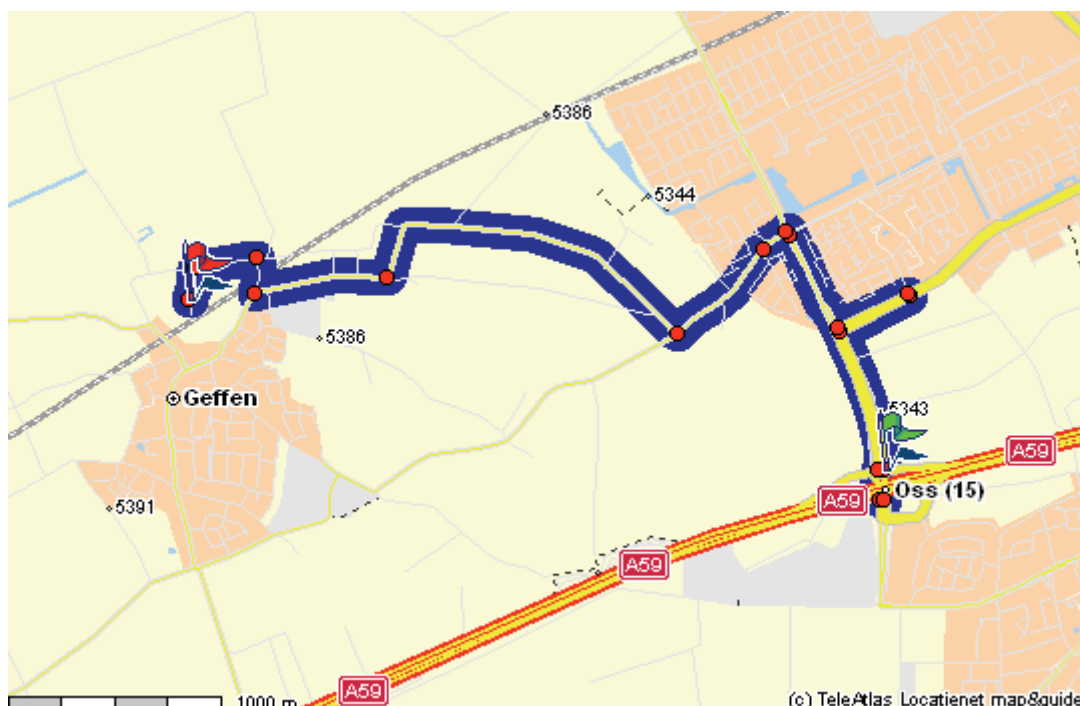 5386
5344
5386
Geffen
5343
A59
Oss (15)
A59
5391
A59
A59
1000 m
(c) TeleAtlas Locatienet map&guide